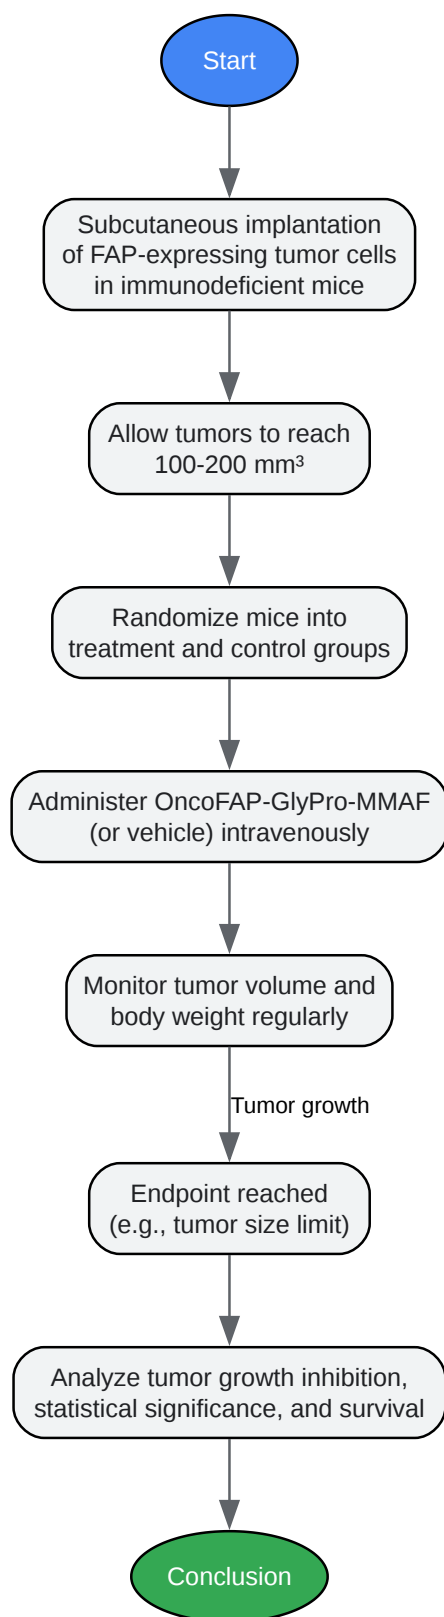 Start
Subcutaneous implantation
of FAP-expressing tumor cells
in immunodeficient mice
Allow tumors to reach
100-200 mm³
Randomize mice into
treatment and control groups
Administer OncoFAP-GlyPro-MMAF
(or vehicle) intravenously
Monitor tumor volume and
body weight regularly
Tumor growth
Endpoint reached
(e.g., tumor size limit)
Analyze tumor growth inhibition,
statistical significance, and survival
Conclusion